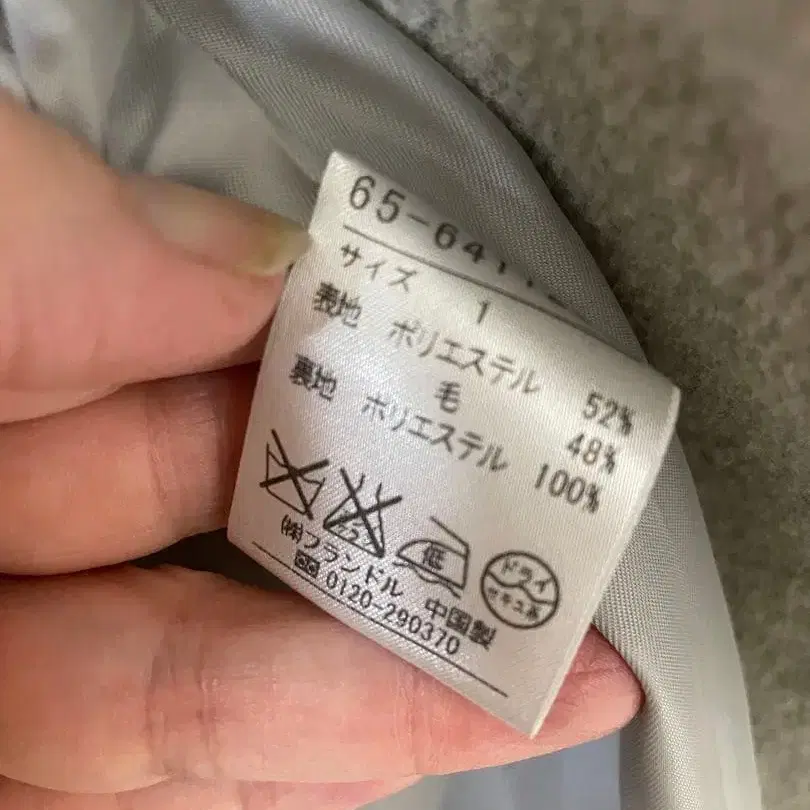 サイズ 1
表地 ポリエステル 52%
毛 48%
裏地 ポリエステル 100%
低
ドライ
セキユ系
(株)フランドル 中国製
0120-290370